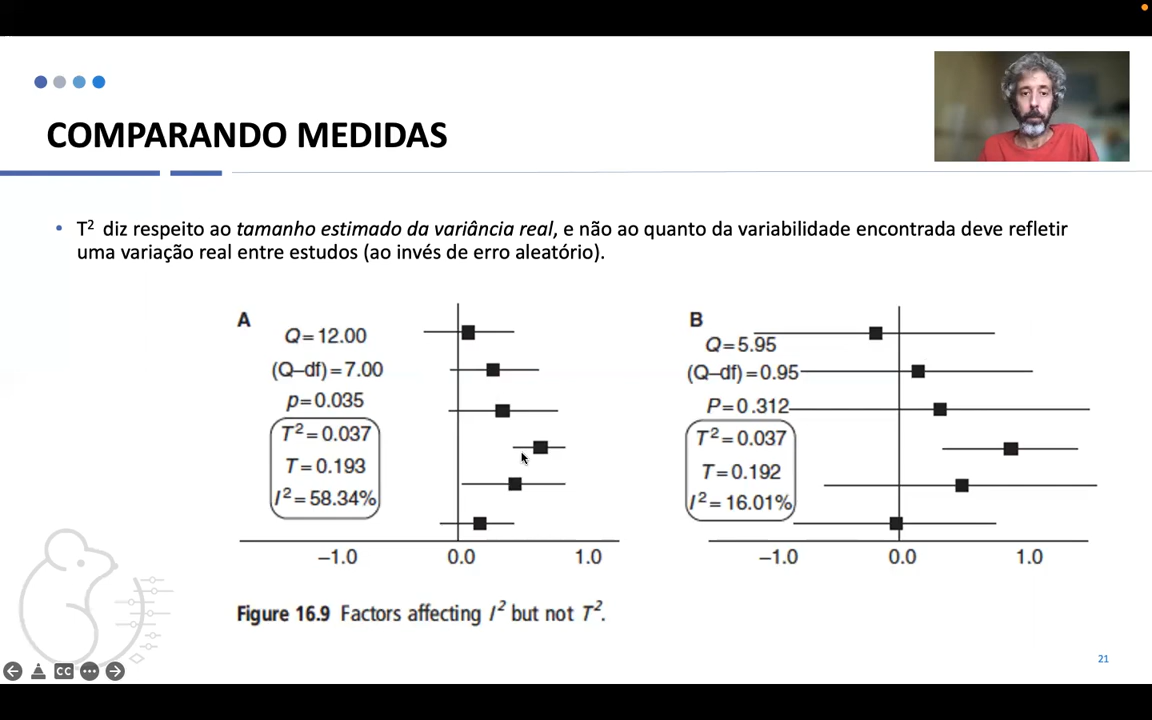 COMPARANDO MEDIDAS
• T² diz respeito ao tamanho estimado da variância real, e não ao quanto da variabilidade encontrada deve refletir
uma variação real entre estudos (ao invés de erro aleatório).
A
Q=12.00
(Q–df)=7.00
p=0.035
T²=0.037
T=0.193
I²=58.34%
–1.0 0.0 1.0
B
Q=5.95
(Q–df)=0.95
P=0.312
T²=0.037
T=0.192
I²=16.01%
–1.0 0.0 1.0
Figure 16.9 Factors affecting I² but not T².
21
CC